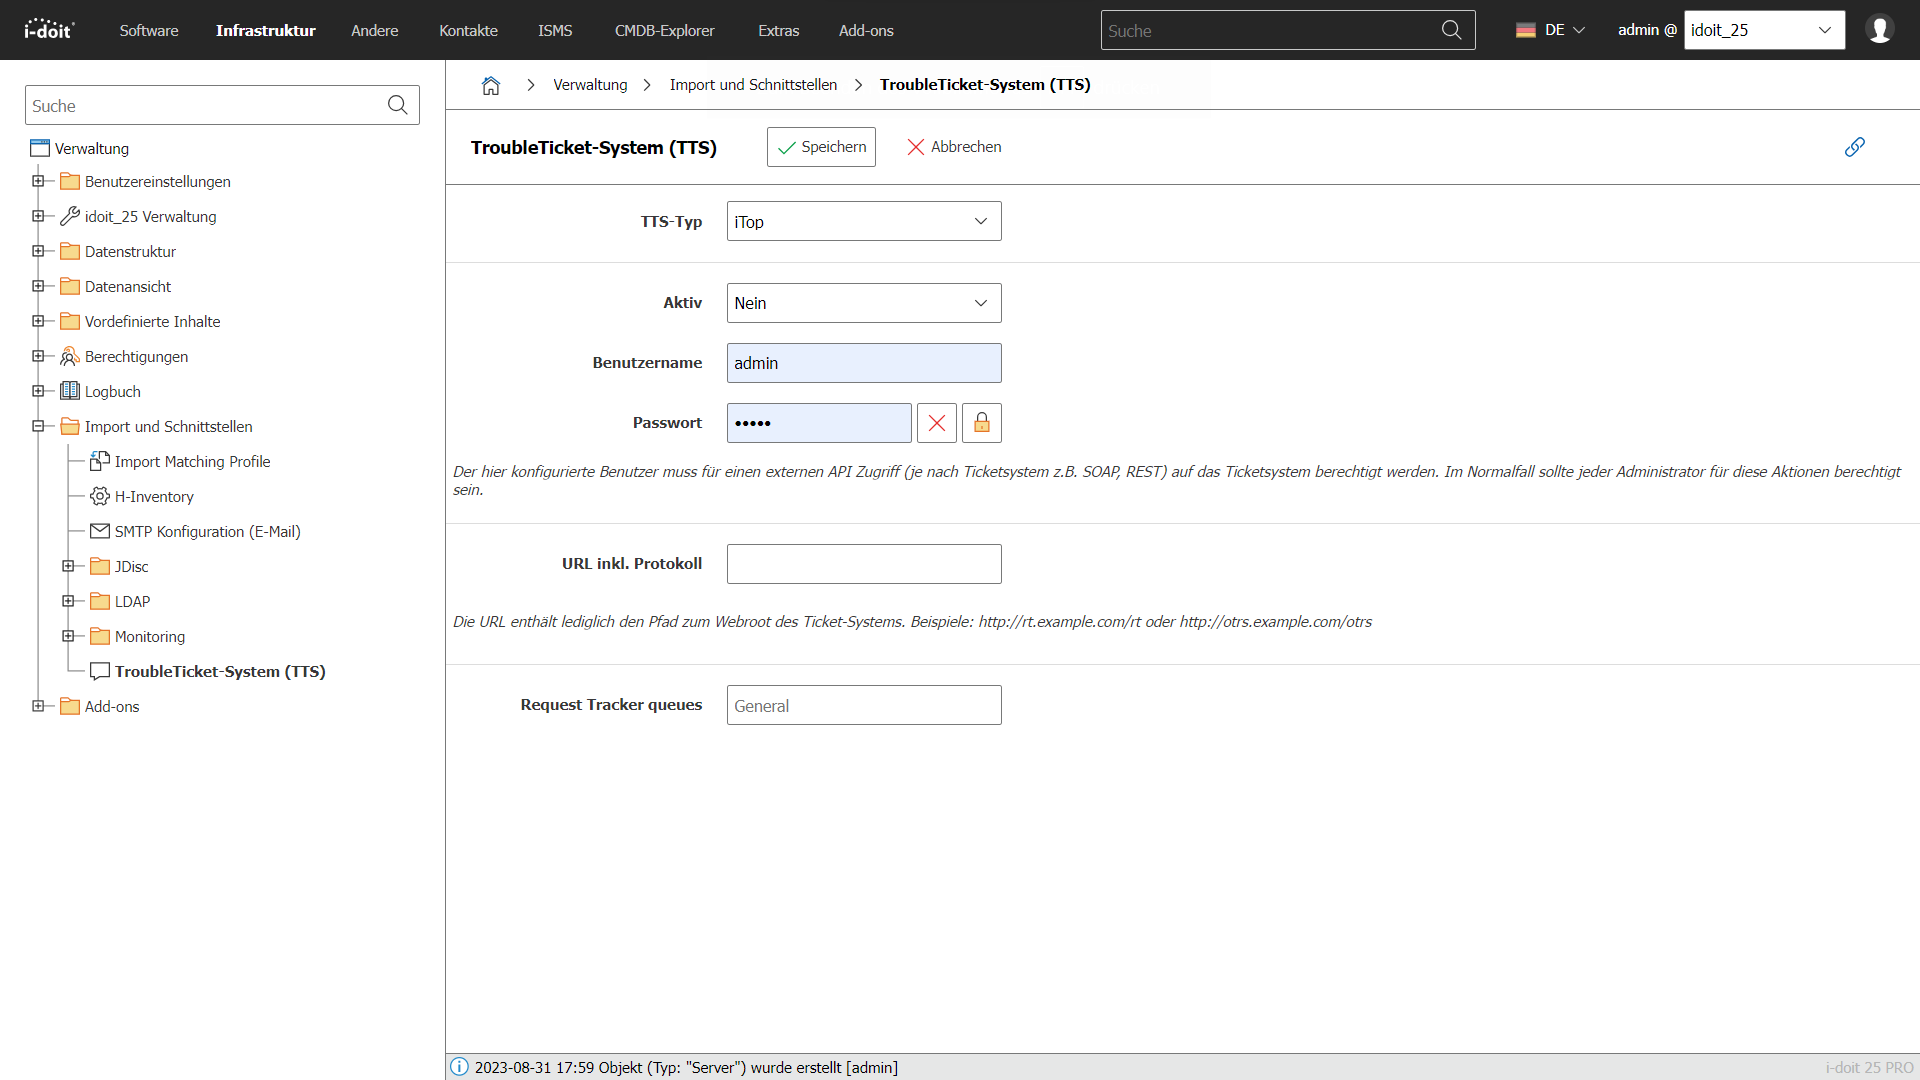 i-doit Software Infrastruktur Andere Kontakte ISMS CMDB-Explorer Extras Add-ons Suche DE admin @ idoit_25
Suche
Verwaltung
Benutzereinstellungen
idoit_25 Verwaltung
Datenstruktur
Datenansicht
Vordefinierte Inhalte
Berechtigungen
Logbuch
Import und Schnittstellen
Import Matching Profile
H-Inventory
SMTP Konfiguration (E-Mail)
JDisc
LDAP
Monitoring
TroubleTicket-System (TTS)
Add-ons
Verwaltung Import und Schnittstellen TroubleTicket-System (TTS)
TroubleTicket-System (TTS) Speichern Abbrechen
TTS-Typ iTop
Aktiv Nein
Benutzername admin
Passwort •••••
Der hier konfigurierte Benutzer muss für einen externen API Zugriff (je nach Ticketsystem z.B. SOAP, REST) auf das Ticketsystem berechtigt werden. Im Normalfall sollte jeder Administrator für diese Aktionen berechtigt
sein.
URL inkl. Protokoll
Die URL enthält lediglich den Pfad zum Webroot des Ticket-Systems. Beispiele: http://rt.example.com/rt oder http://otrs.example.com/otrs
Request Tracker queues General
2023-08-31 17:59 Objekt (Typ: "Server") wurde erstellt [admin] i-doit 25 PRO